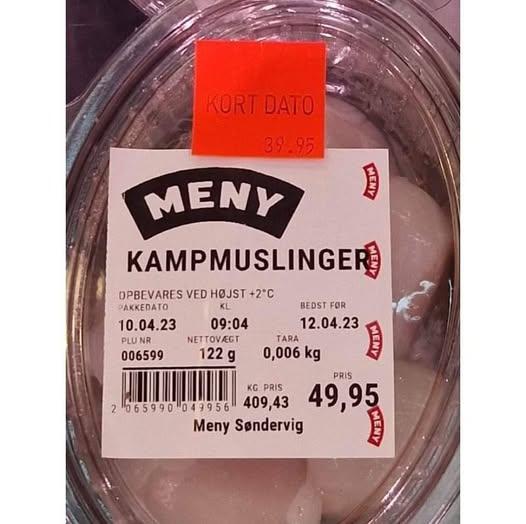 KORT DATO
39.95
MENY
KAMPMUSLINGER
OPBEVARES VED HØJST +2°C
PAKKEDATO KL. BEDST FØR
10.04.23 09:04 12.04.23
PLU NR NETTOVÆGT TARA
006599 122 g 0,006 kg
KG. PRIS PRIS
409,43 49,95
2 065990 049956
Meny Søndervig
MENY
MENY
MENY
MENY